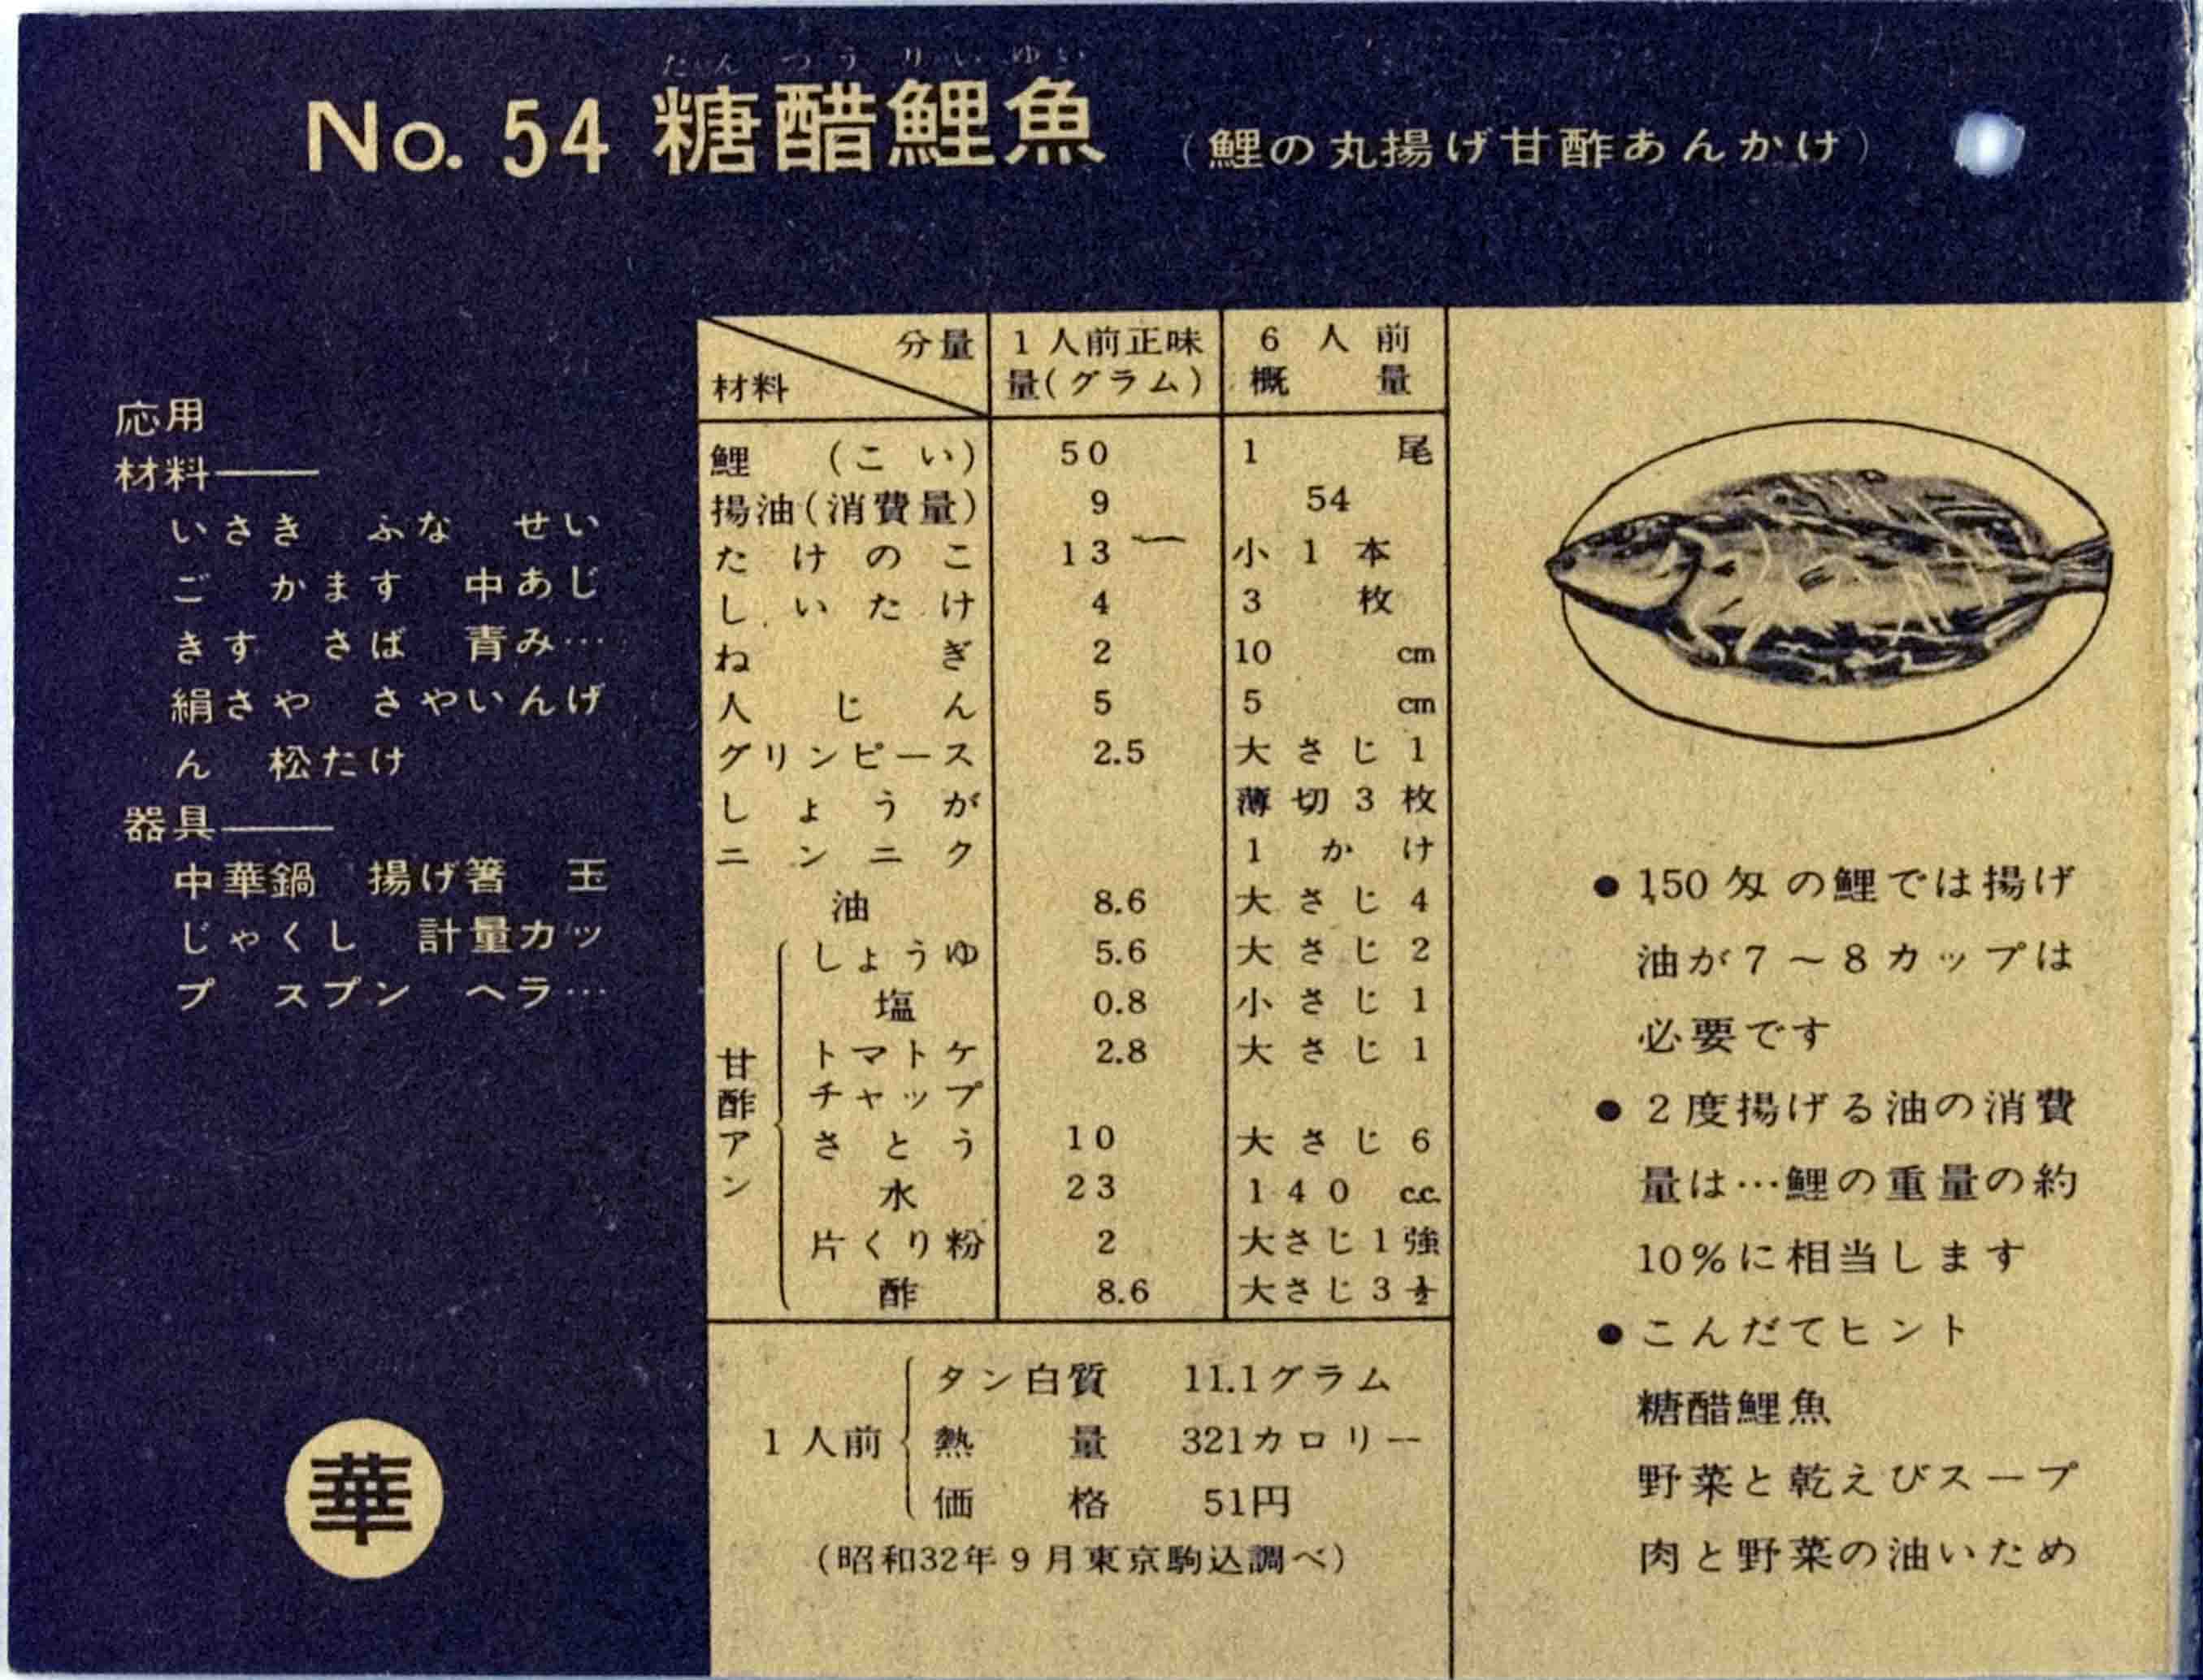 たんつうりいゆい
No. 54 糖醋鯉魚 （鯉の丸揚げ甘酢あんかけ）
応用
材料――
いさき ふな せい
ご かます 中あじ
きす さば 青み…
絹さや さやいんげ
ん 松たけ
器具――
中華鍋 揚げ箸 玉
じゃくし 計量カッ
プ スプン ヘラ…
華
材料 分量 1人前正味量(グラム) 6人前概量
鯉(こい) 50 1尾
揚油(消費量) 9 54
たけのこ 13 小1本
しいたけ 4 3枚
ねぎ 2 10cm
人じん 5 5cm
グリンピース 2.5 大さじ1
しょうが 薄切3枚
ニンニク 1かけ
油 8.6 大さじ4
甘酢アン
しょうゆ 5.6 大さじ2
塩 0.8 小さじ1
トマトケ 2.8 大さじ1
チャップ
さとう 10 大さじ6
水 23 140c.c.
片くり粉 2 大さじ1強
酢 8.6 大さじ3½
1人前
タン白質 11.1グラム
熱量 321カロリー
価格 51円
(昭和32年9月東京駒込調べ)
●150匁の鯉では揚げ
油が7～8カップは
必要です
●2度揚げる油の消費
量は…鯉の重量の約
10%に相当します
●こんだてヒント
糖醋鯉魚
野菜と乾えびスープ
肉と野菜の油いため